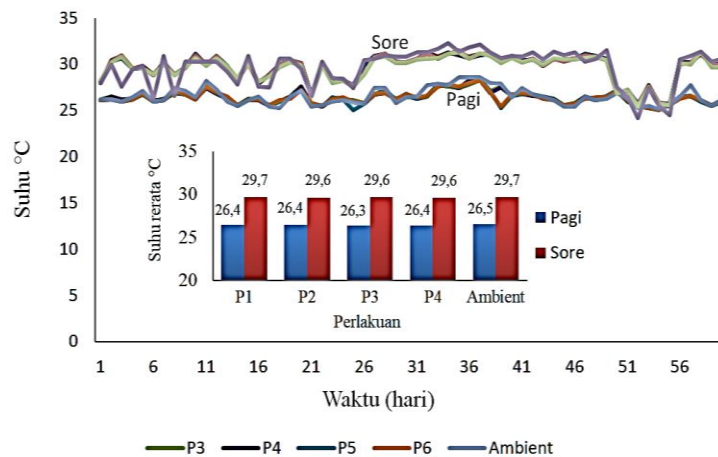 35
30
25
20
15
10
5
0
Suhu °C
Sore
Pagi
35
30
25
20
Suhu rerata °C
26,4 29,7 26,4 29,6 26,3 29,6 26,4 29,6 26,5 29,7
P1 P2 P3 P4 Ambient
Perlakuan
Pagi
Sore
1 6 11 16 21 26 31 36 41 46 51 56
Waktu (hari)
P3 P4 P5 P6 Ambient